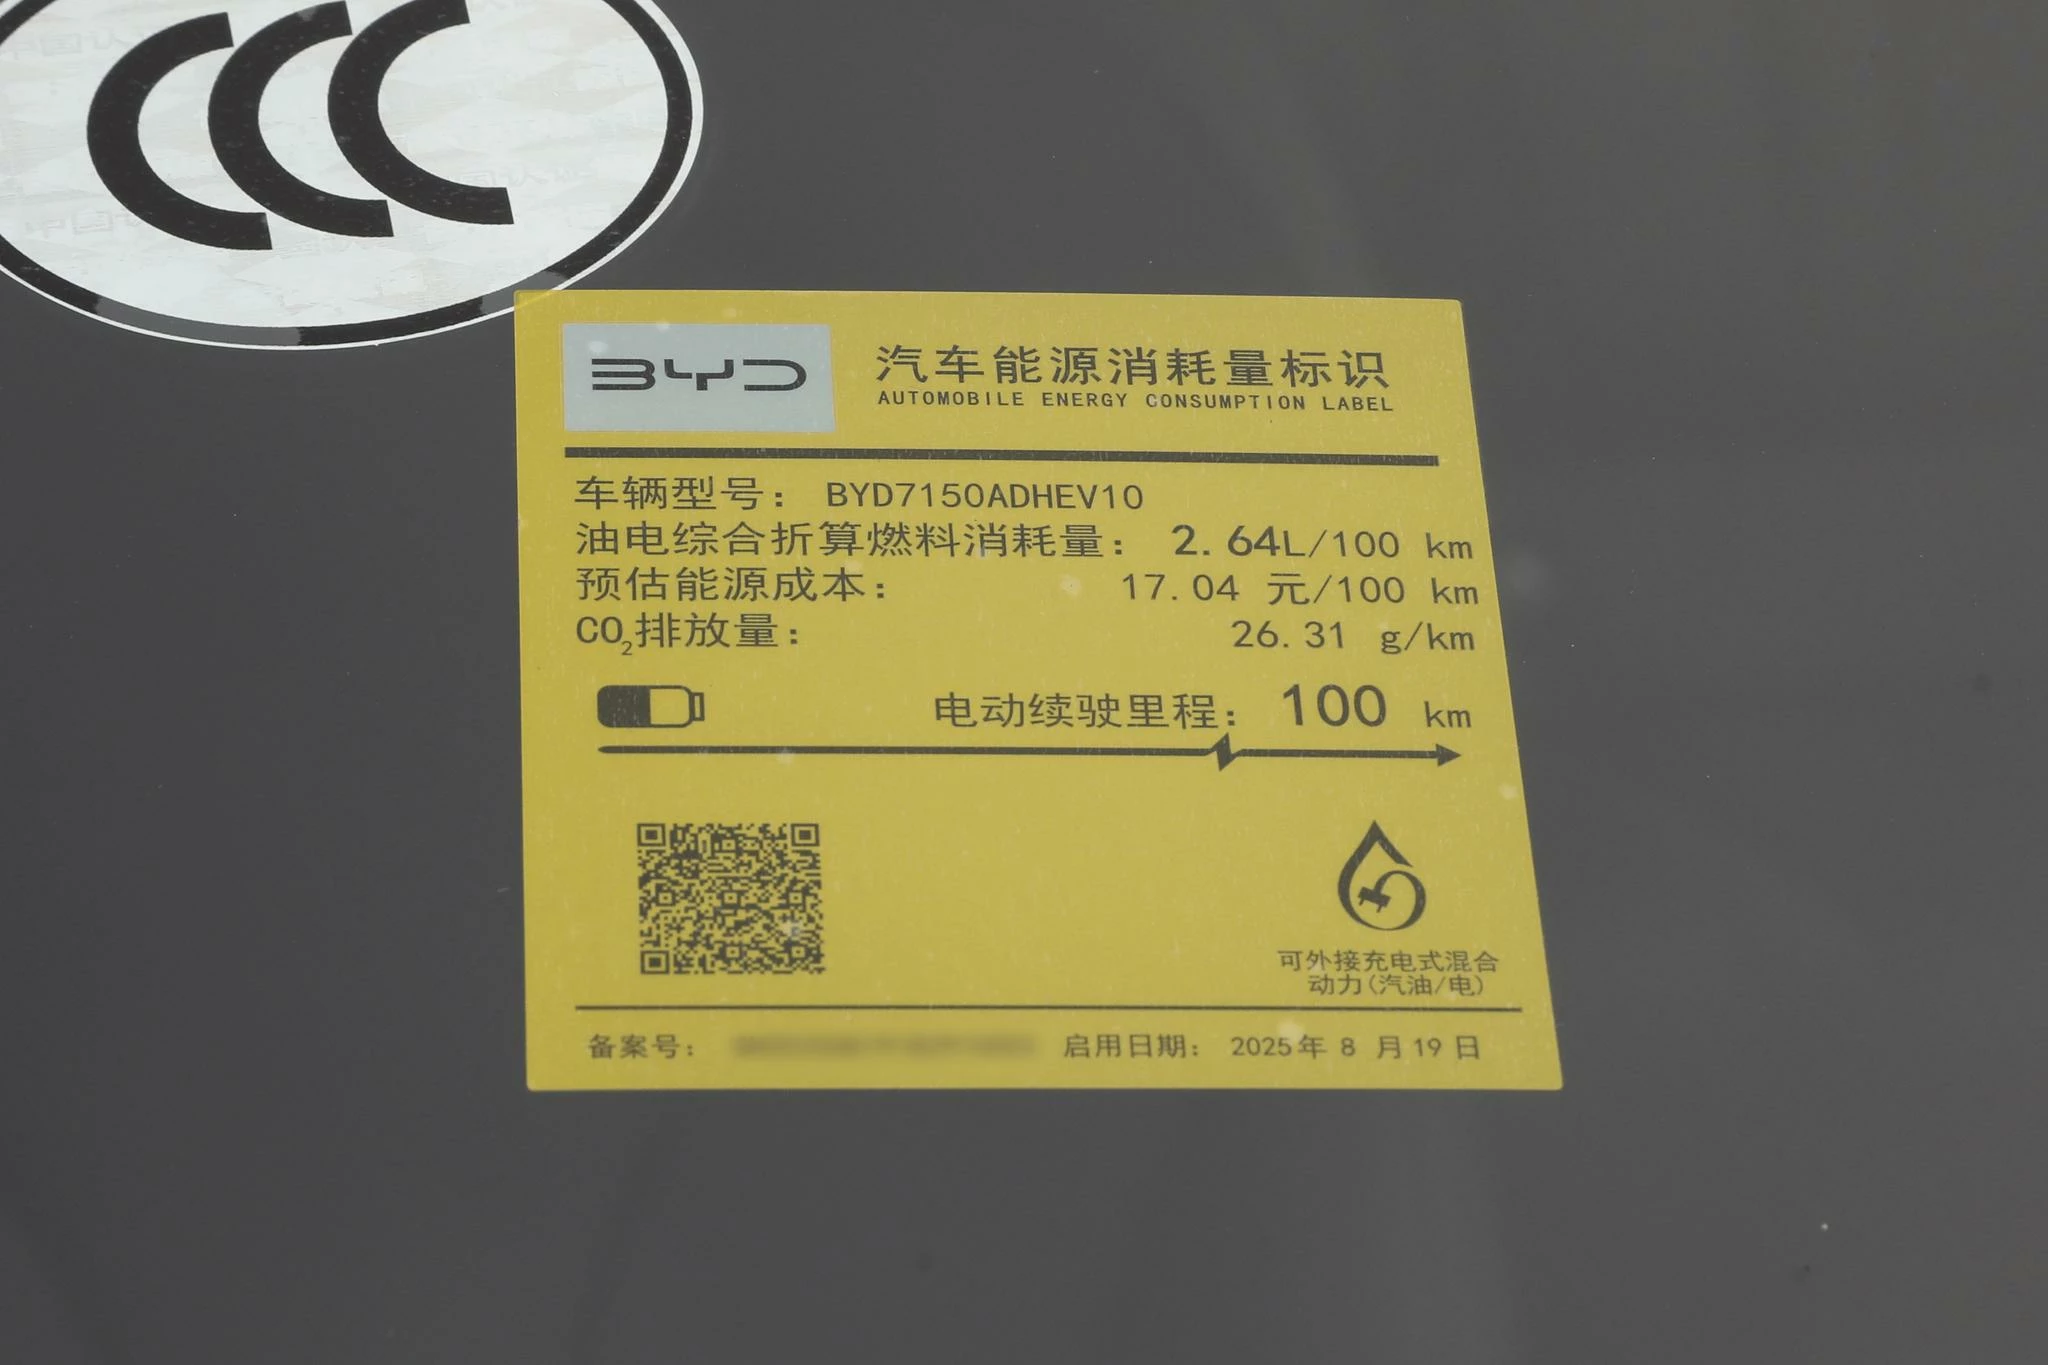 CCC
BYD
汽车能源消耗量标识
AUTOMOBILE ENERGY CONSUMPTION LABEL
车辆型号： BYD7150ADHEV10
油电综合折算燃料消耗量： 2.64L/100 km
预估能源成本： 17.04 元/100 km
CO₂排放量： 26.31 g/km
电动续驶里程： 100 km
可外接充电式混合
动力(汽油/电)
备案号： 启用日期： 2025年 8 月 19 日